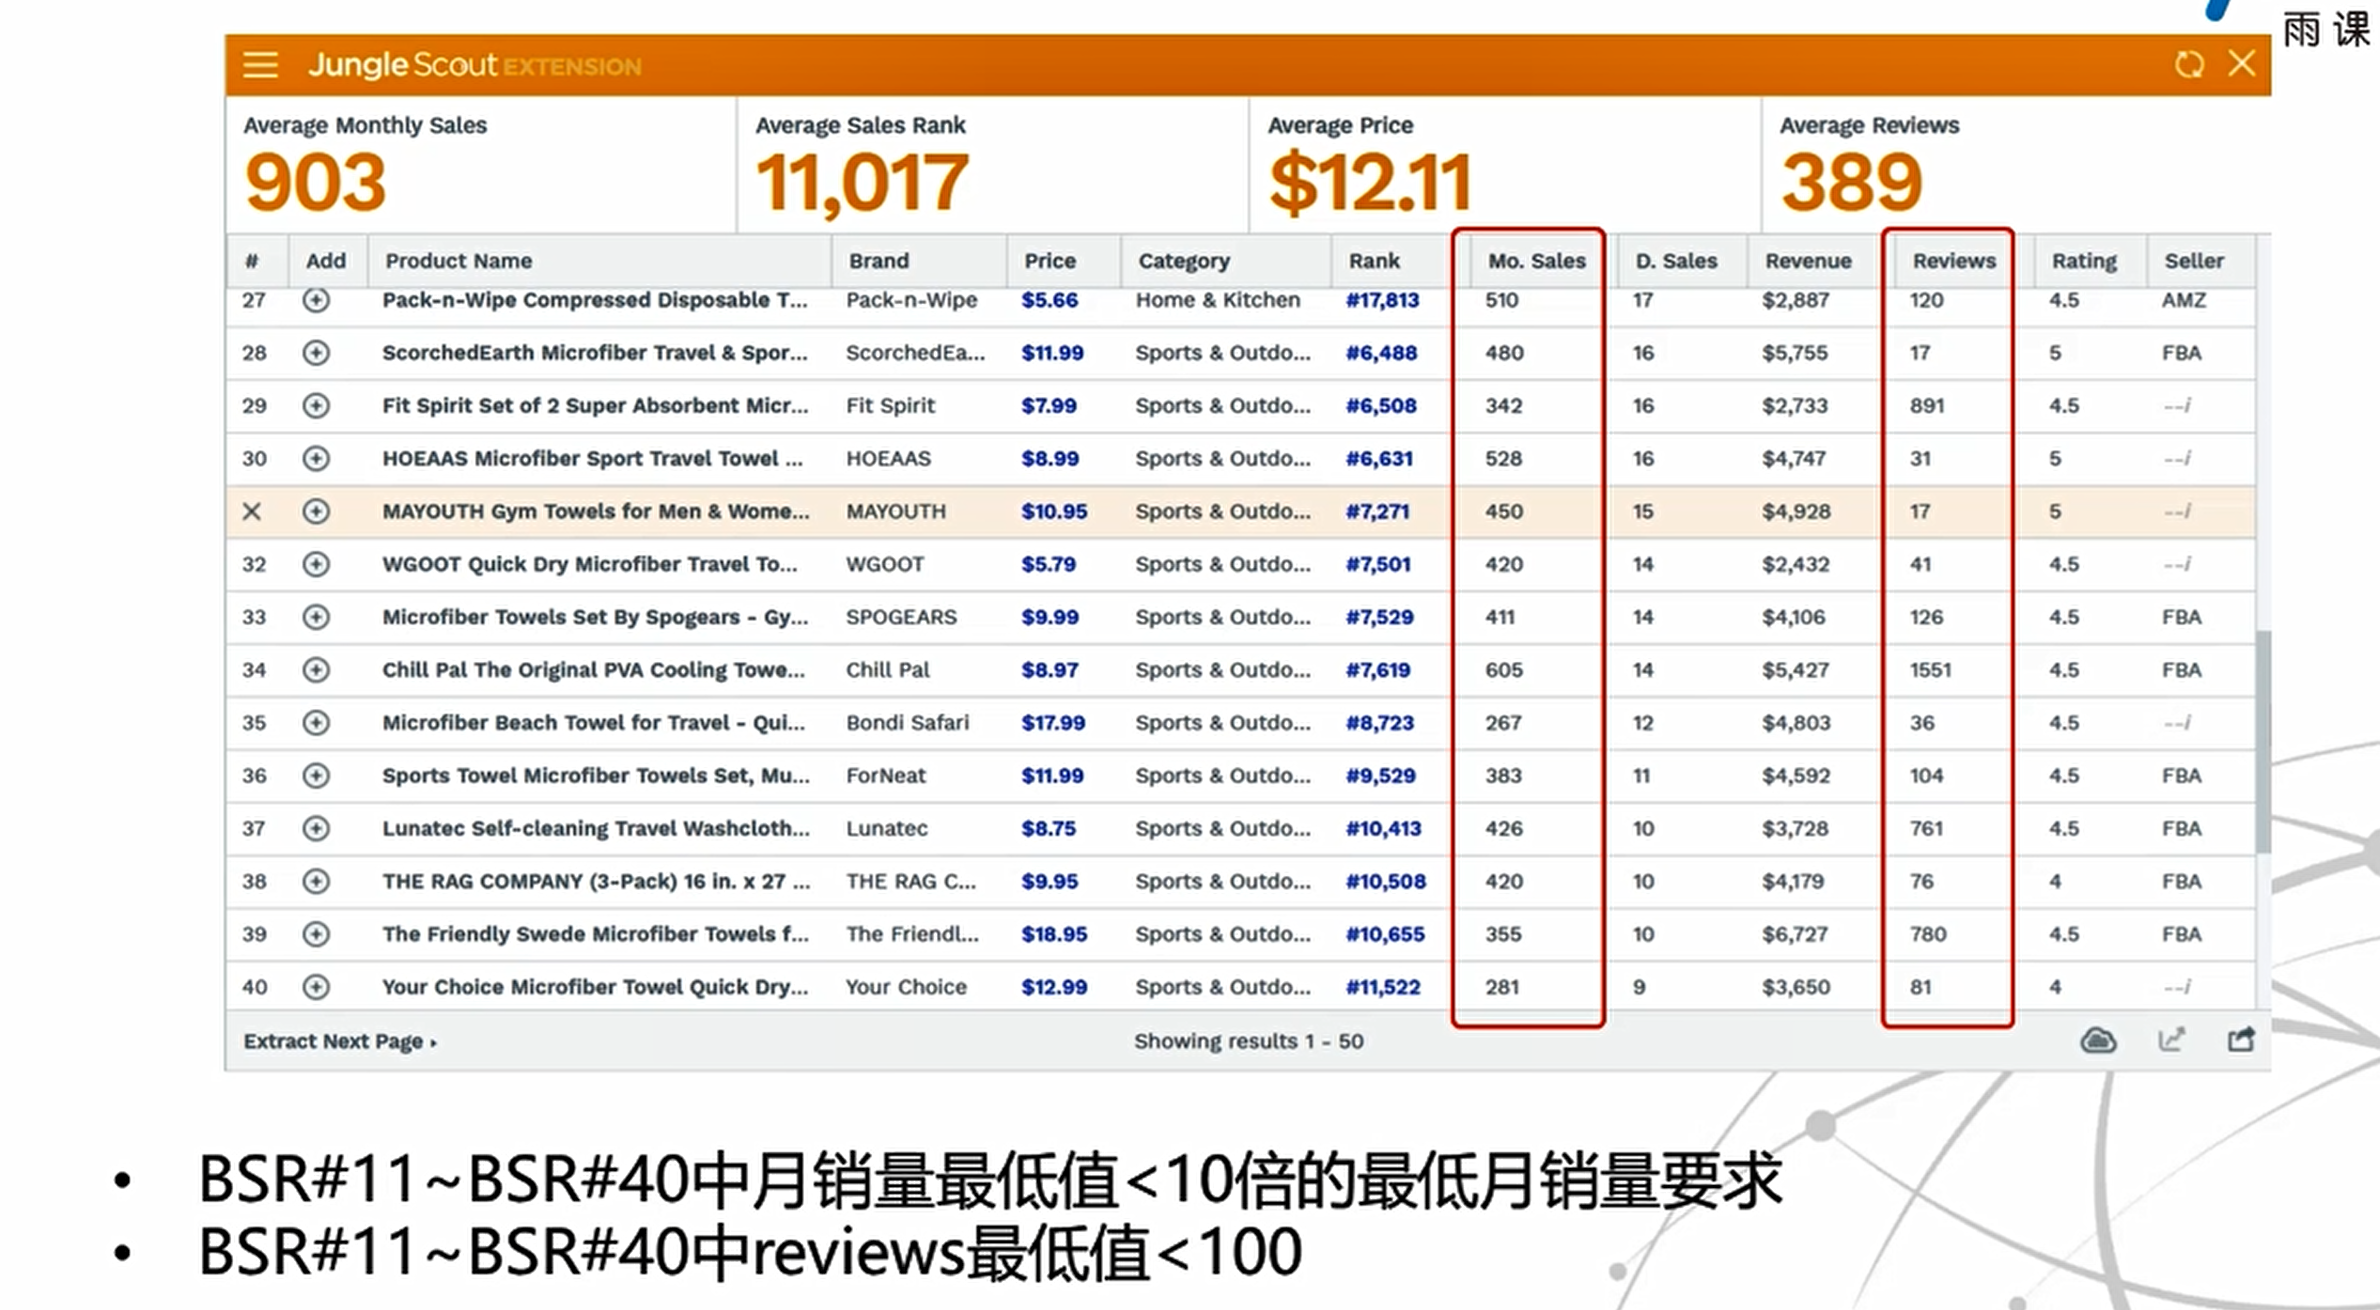 雨课
Jungle Scout EXTENSION
Average Monthly Sales Average Sales Rank Average Price Average Reviews
903 11,017 $12.11 389
# Add Product Name Brand Price Category Rank Mo. Sales D. Sales Revenue Reviews Rating Seller
27 Pack-n-Wipe Compressed Disposable T... Pack-n-Wipe $5.66 Home & Kitchen #17,813 510 17 $2,887 120 4.5 AMZ
28 ScorchedEarth Microfiber Travel & Spor... ScorchedEa... $11.99 Sports & Outdo... #6,488 480 16 $5,755 17 5 FBA
29 Fit Spirit Set of 2 Super Absorbent Micr... Fit Spirit $7.99 Sports & Outdo... #6,508 342 16 $2,733 891 4.5 --i
30 HOEAAS Microfiber Sport Travel Towel ... HOEAAS $8.99 Sports & Outdo... #6,631 528 16 $4,747 31 5 --i
MAYOUTH Gym Towels for Men & Wome... MAYOUTH $10.95 Sports & Outdo... #7,271 450 15 $4,928 17 5 --i
32 WGOOT Quick Dry Microfiber Travel To... WGOOT $5.79 Sports & Outdo... #7,501 420 14 $2,432 41 4.5 --i
33 Microfiber Towels Set By Spogears - Gy... SPOGEARS $9.99 Sports & Outdo... #7,529 411 14 $4,106 126 4.5 FBA
34 Chill Pal The Original PVA Cooling Towe... Chill Pal $8.97 Sports & Outdo... #7,619 605 14 $5,427 1551 4.5 FBA
35 Microfiber Beach Towel for Travel - Qui... Bondi Safari $17.99 Sports & Outdo... #8,723 267 12 $4,803 36 4.5 --i
36 Sports Towel Microfiber Towels Set, Mu... ForNeat $11.99 Sports & Outdo... #9,529 383 11 $4,592 104 4.5 FBA
37 Lunatec Self-cleaning Travel Washcloth... Lunatec $8.75 Sports & Outdo... #10,413 426 10 $3,728 761 4.5 FBA
38 THE RAG COMPANY (3-Pack) 16 in. x 27 ... THE RAG C... $9.95 Sports & Outdo... #10,508 420 10 $4,179 76 4 FBA
39 The Friendly Swede Microfiber Towels f... The Friendl... $18.95 Sports & Outdo... #10,655 355 10 $6,727 780 4.5 FBA
40 Your Choice Microfiber Towel Quick Dry... Your Choice $12.99 Sports & Outdo... #11,522 281 9 $3,650 81 4 --i
Extract Next Page Showing results 1 - 50
• BSR#11~BSR#40中月销量最低值<10倍的最低月销量要求
• BSR#11~BSR#40中reviews最低值<100